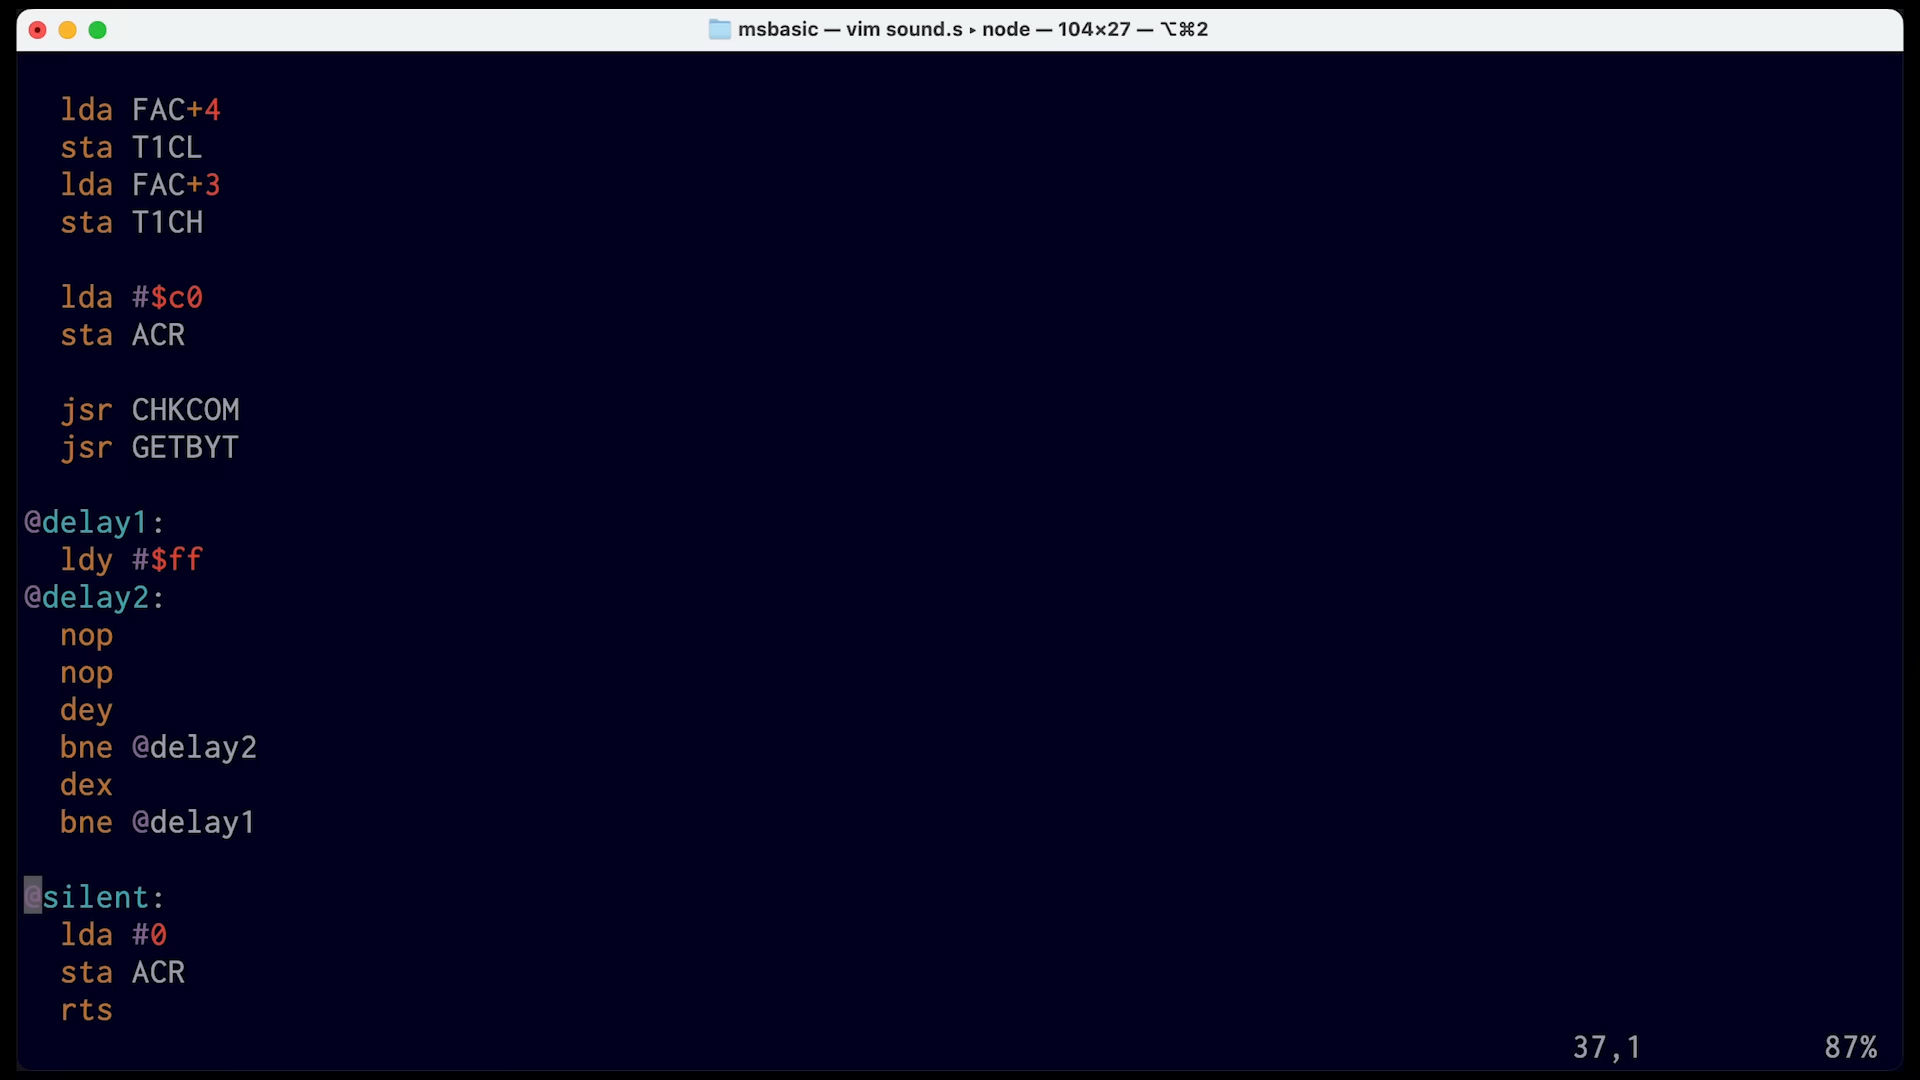 msbasic — vim sound.s ▸ node — 104×27 — ⌥⌘2
lda FAC+4
sta T1CL
lda FAC+3
sta T1CH
lda #$c0
sta ACR
jsr CHKCOM
jsr GETBYT
@delay1:
ldy #$ff
@delay2:
nop
nop
dey
bne @delay2
dex
bne @delay1
@silent:
lda #0
sta ACR
rts
37,1 87%